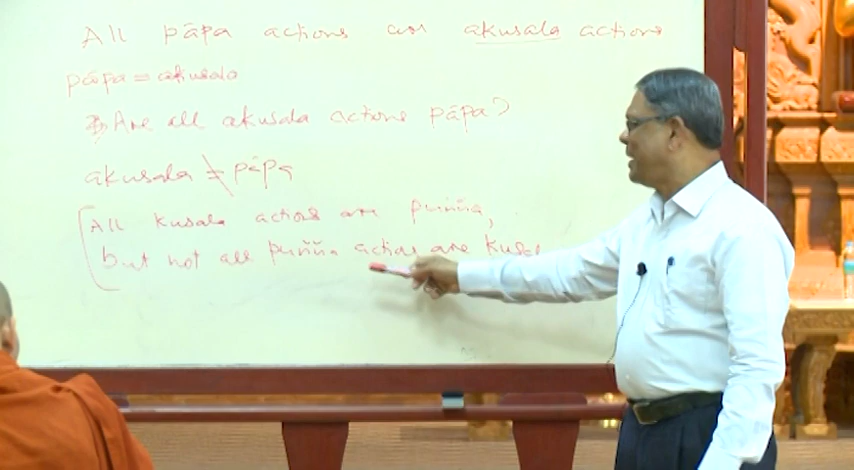 All pāpa actions are akusala actions
pāpa = akusala
Are all akusala actions pāpa?
akusala ≠ pāpa
[All kusala actions are puñña,
but not all puñña actions are kusal